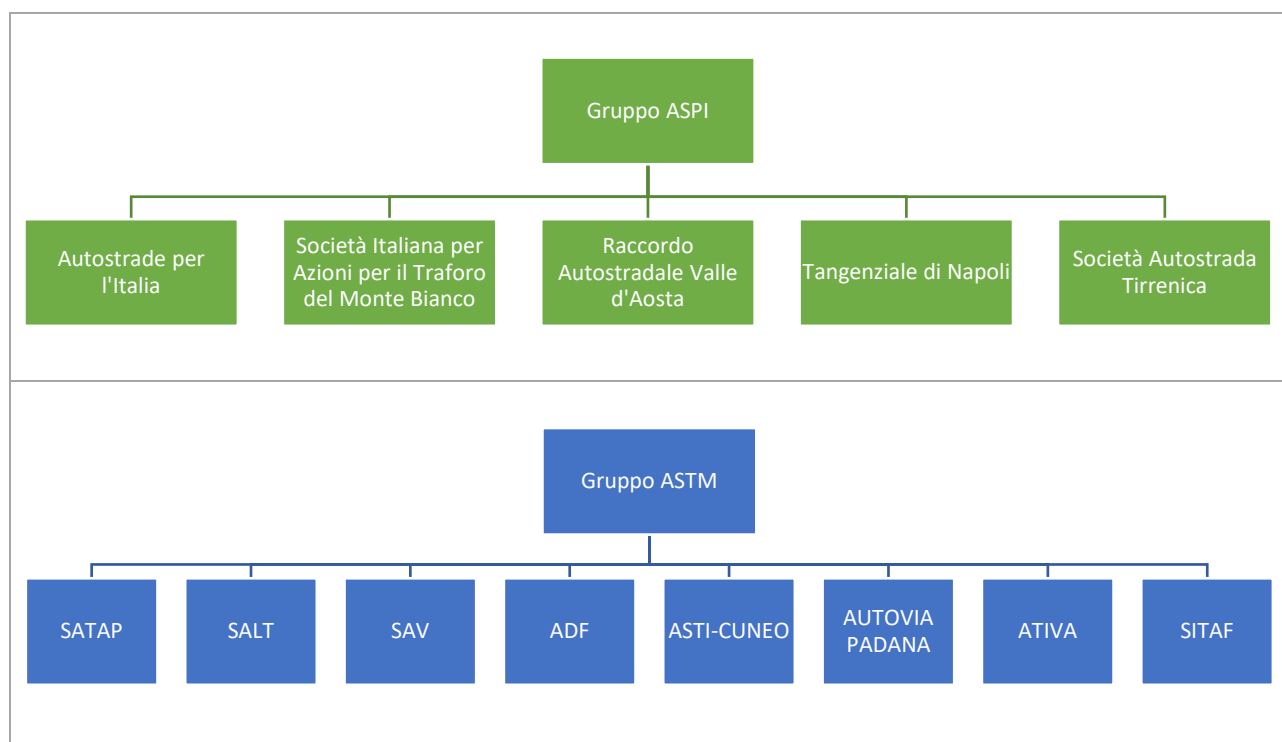 Gruppo ASPI
Autostrade per
l'Italia
Società Italiana per
Azioni per il Traforo
del Monte Bianco
Raccordo
Autostradale Valle
d'Aosta
Tangenziale di Napoli
Società Autostrada
Tirrenica
Gruppo ASTM
SATAP
SALT
SAV
ADF
ASTI-CUNEO
AUTOVIA
PADANA
ATIVA
SITAF